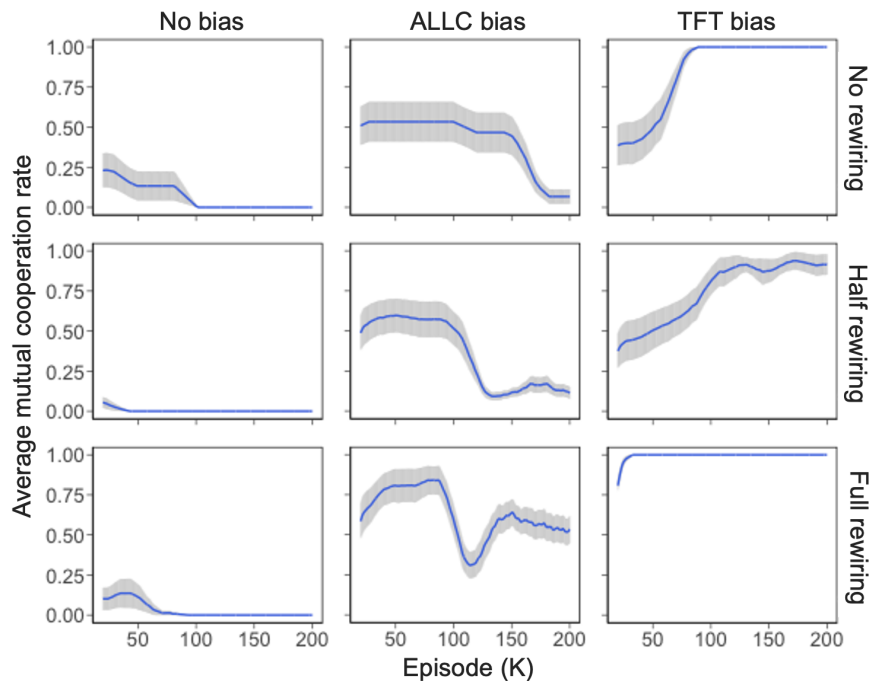 No bias
ALLC bias
TFT bias
Average mutual cooperation rate
1.00
0.75
0.50
0.25
0.00
No rewiring
1.00
0.75
0.50
0.25
0.00
Half rewiring
1.00
0.75
0.50
0.25
0.00
Full rewiring
50 100 150 200
50 100 150 200
50 100 150 200
Episode (K)